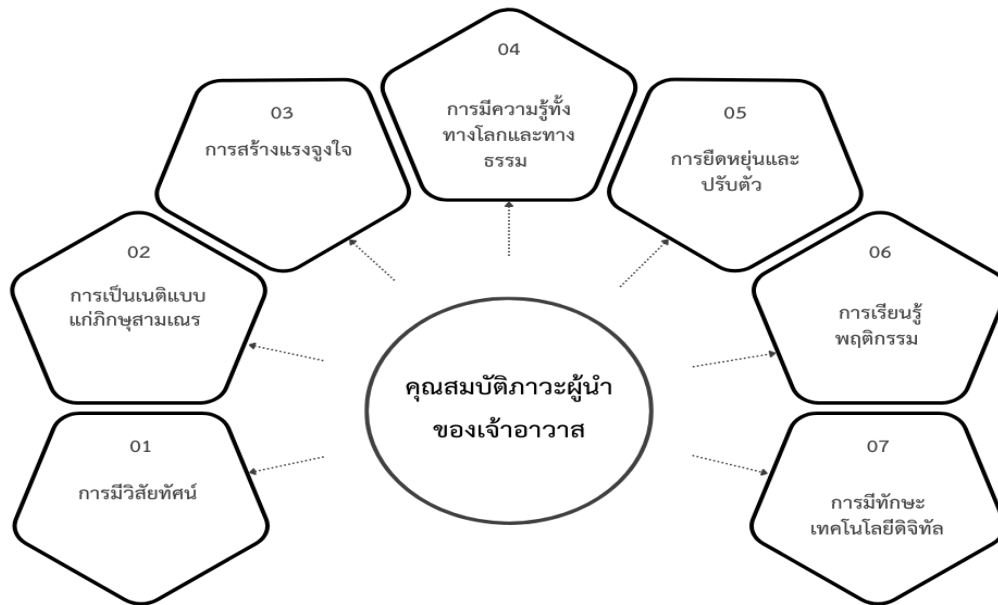 04
การมีความรู้ทั้ง
ทางโลกและทาง
ธรรม
03
การสร้างแรงจูงใจ
05
การยืดหยุ่นและ
ปรับตัว
02
การเป็นเนติแบบ
แก่ภิกษุสามเณร
06
การเรียนรู้
พฤติกรรม
คุณสมบัติภาวะผู้นำ
ของเจ้าอาวาส
01
การมีวิสัยทัศน์
07
การมีทักษะ
เทคโนโลยีดิจิทัล